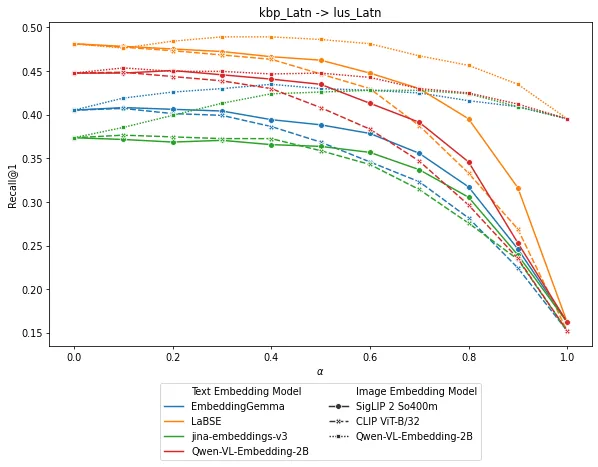 kbp_Latn -> lus_Latn
Recall@1
0.50
0.45
0.40
0.35
0.30
0.25
0.20
0.15
0.0 0.2 0.4 0.6 0.8 1.0
α
Text Embedding Model Image Embedding Model
EmbeddingGemma SigLIP 2 So400m
LaBSE CLIP ViT-B/32
jina-embeddings-v3 Qwen-VL-Embedding-2B
Qwen-VL-Embedding-2B